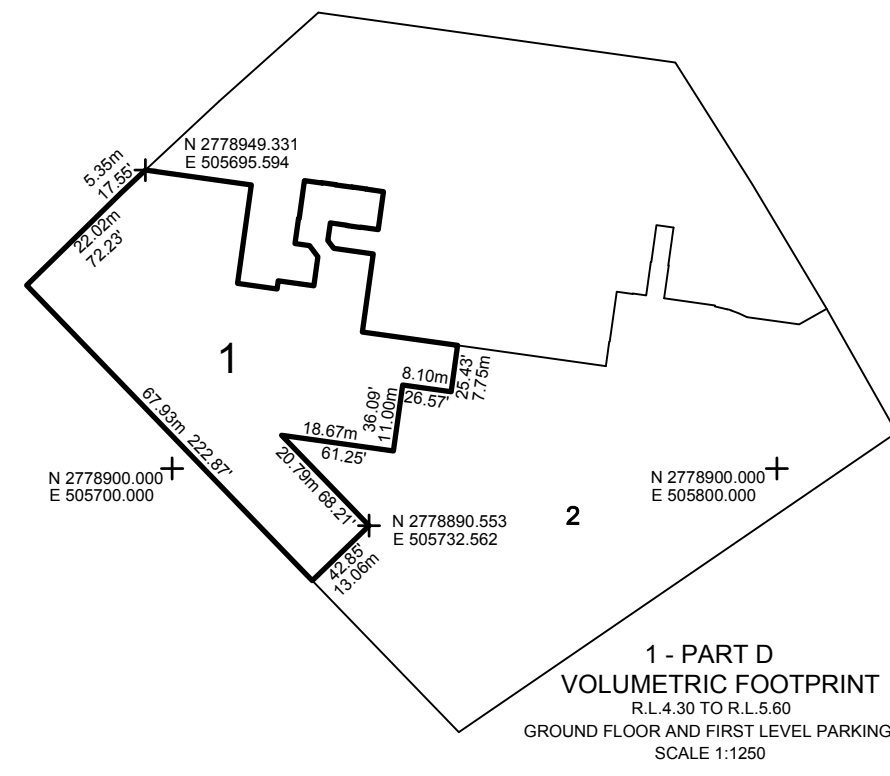 N 2778949.331
E 505695.594
5.35m
17.55'
22.02m
72.23'
1
8.10m
26.57'
25.43'
7.75m
36.09'
11.00m
18.67m
61.25'
67.93m 222.87'
20.79m 68.21'
N 2778900.000
E 505700.000
N 2778900.000
E 505800.000
N 2778890.553
E 505732.562
2
42.85'
13.06m
1 - PART D
VOLUMETRIC FOOTPRINT
R.L.4.30 TO R.L.5.60
GROUND FLOOR AND FIRST LEVEL PARKING
SCALE 1:1250